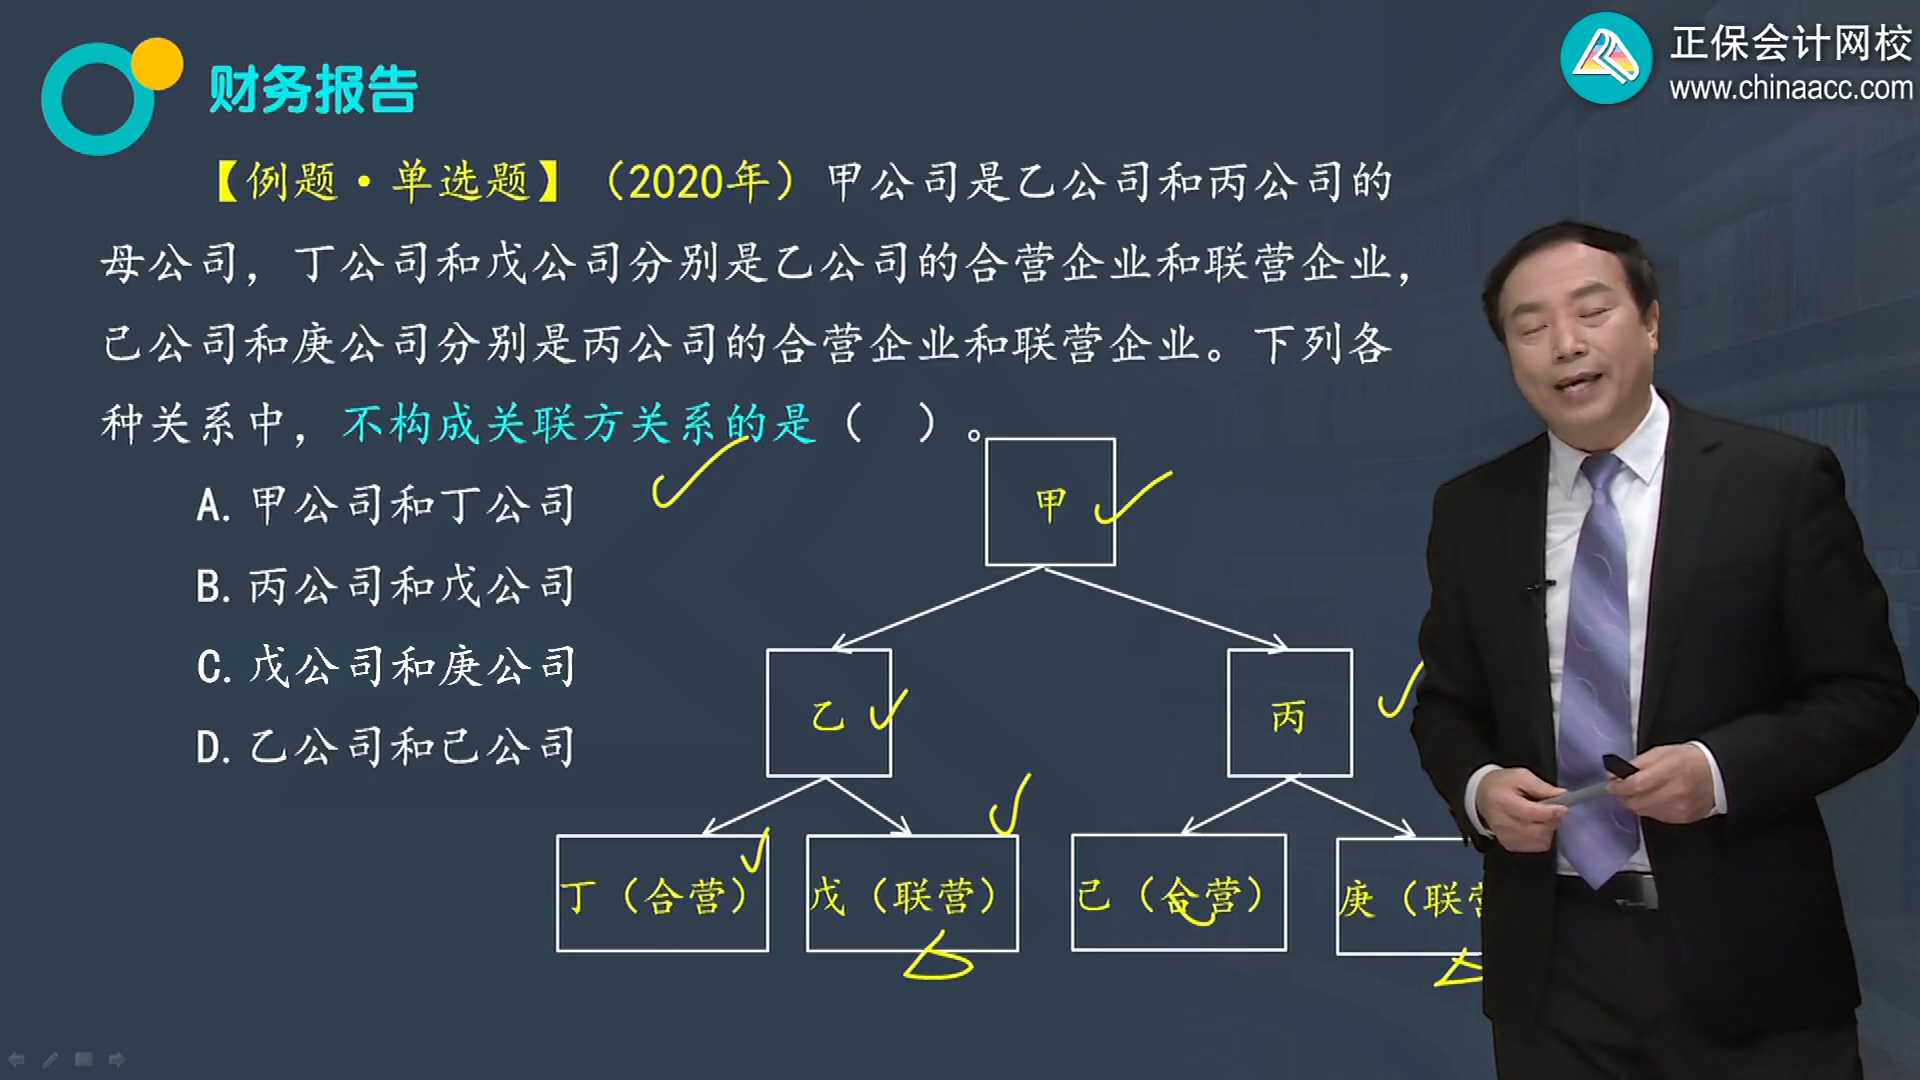 正保会计网校
www.chinaacc.com
财务报告
【例题·单选题】（2020年）甲公司是乙公司和丙公司的
母公司，丁公司和戊公司分别是乙公司的合营企业和联营企业，
己公司和庚公司分别是丙公司的合营企业和联营企业。下列各
种关系中，不构成关联方关系的是（　）。
A. 甲公司和丁公司
B. 丙公司和戊公司
C. 戊公司和庚公司
D. 乙公司和己公司
甲
乙
丙
丁（合营）
戊（联营）
己（合营）
庚（联营